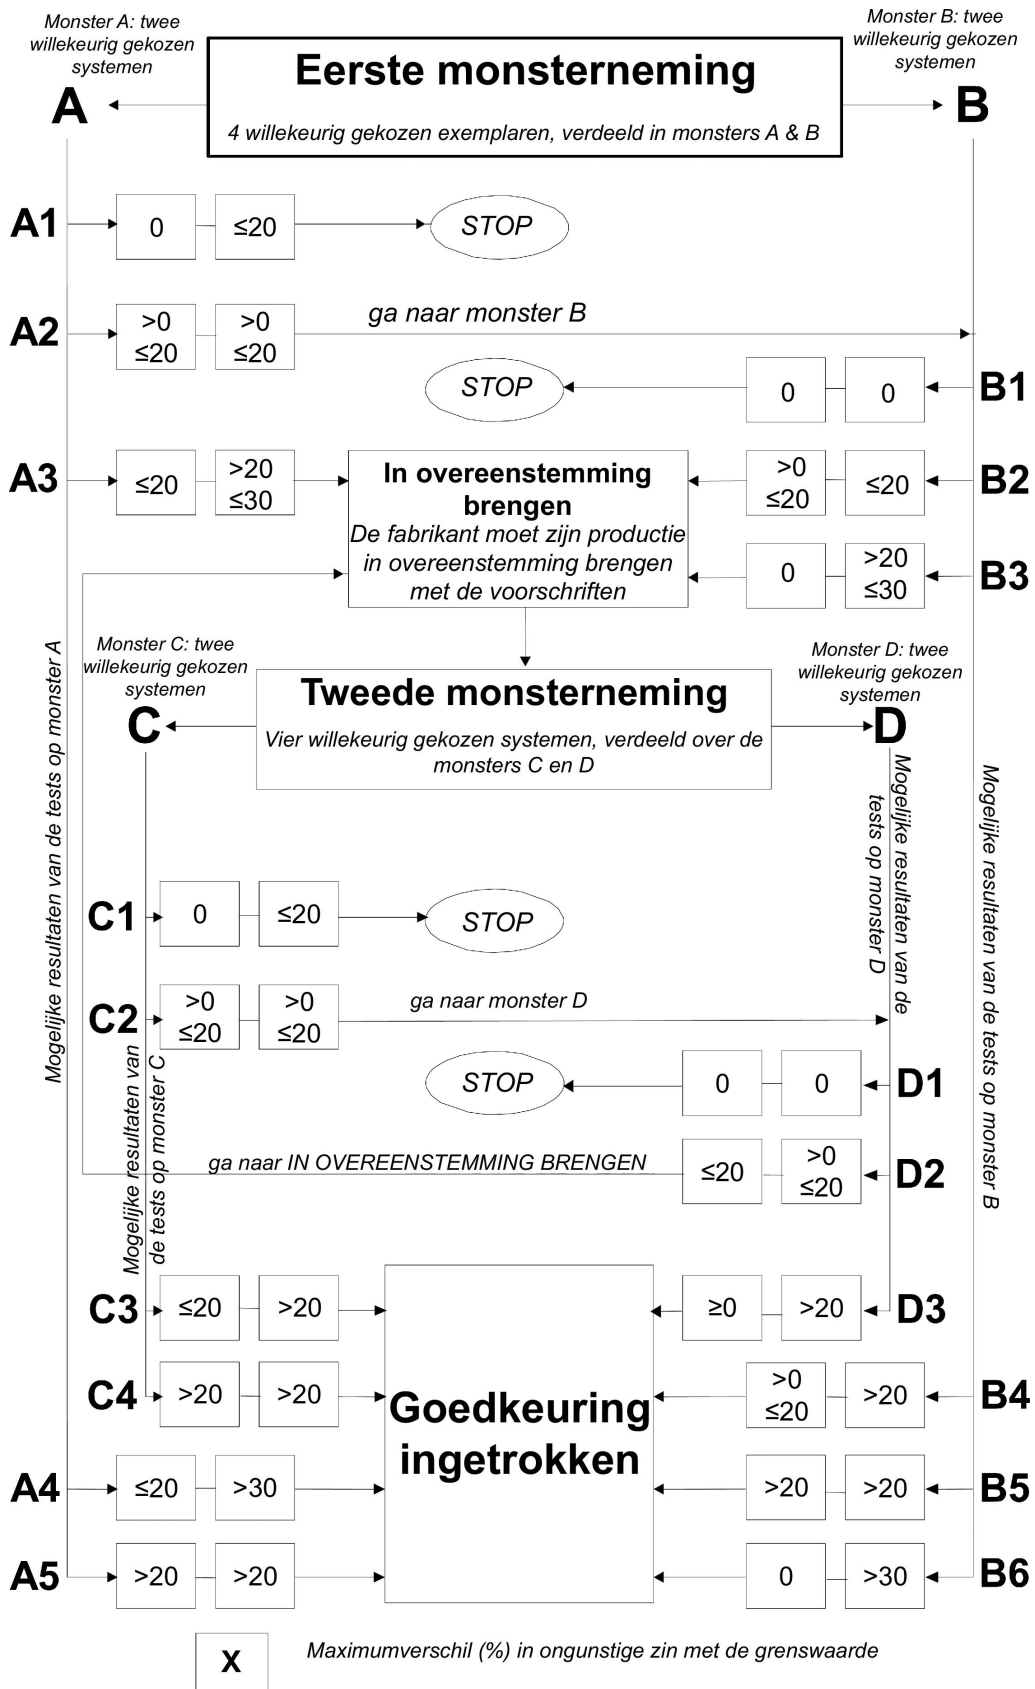 Monster A: twee
willekeurig gekozen
systemen
Monster B: twee
willekeurig gekozen
systemen
Eerste monsterneming
4 willekeurig gekozen exemplaren, verdeeld in monsters A & B
A
B
A1
0
≤20
STOP
A2
>0
≤20
>0
≤20
ga naar monster B
STOP
0
0
B1
A3
≤20
>20
≤30
In overeenstemming
brengen
De fabrikant moet zijn productie
in overeenstemming brengen
met de voorschriften
>0
≤20
≤20
B2
0
>20
≤30
B3
Mogelijke resultaten van de tests op monster A
Monster C: twee
willekeurig gekozen
systemen
Monster D: twee
willekeurig gekozen
systemen
Tweede monsterneming
Vier willekeurig gekozen systemen, verdeeld over de
monsters C en D
C
D
Mogelijke resultaten van de
tests op monster D
Mogelijke resultaten van de tests op monster B
C1
0
≤20
STOP
C2
>0
≤20
>0
≤20
ga naar monster D
STOP
0
0
D1
Mogelijke resultaten van
de tests op monster C
ga naar IN OVEREENSTEMMING BRENGEN
≤20
>0
≤20
D2
C3
≤20
>20
≥0
>20
D3
C4
>20
>20
Goedkeuring
ingetrokken
>0
≤20
>20
B4
A4
≤20
>30
>20
>20
B5
A5
>20
>20
0
>30
B6
X
Maximumverschil (%) in ongunstige zin met de grenswaarde